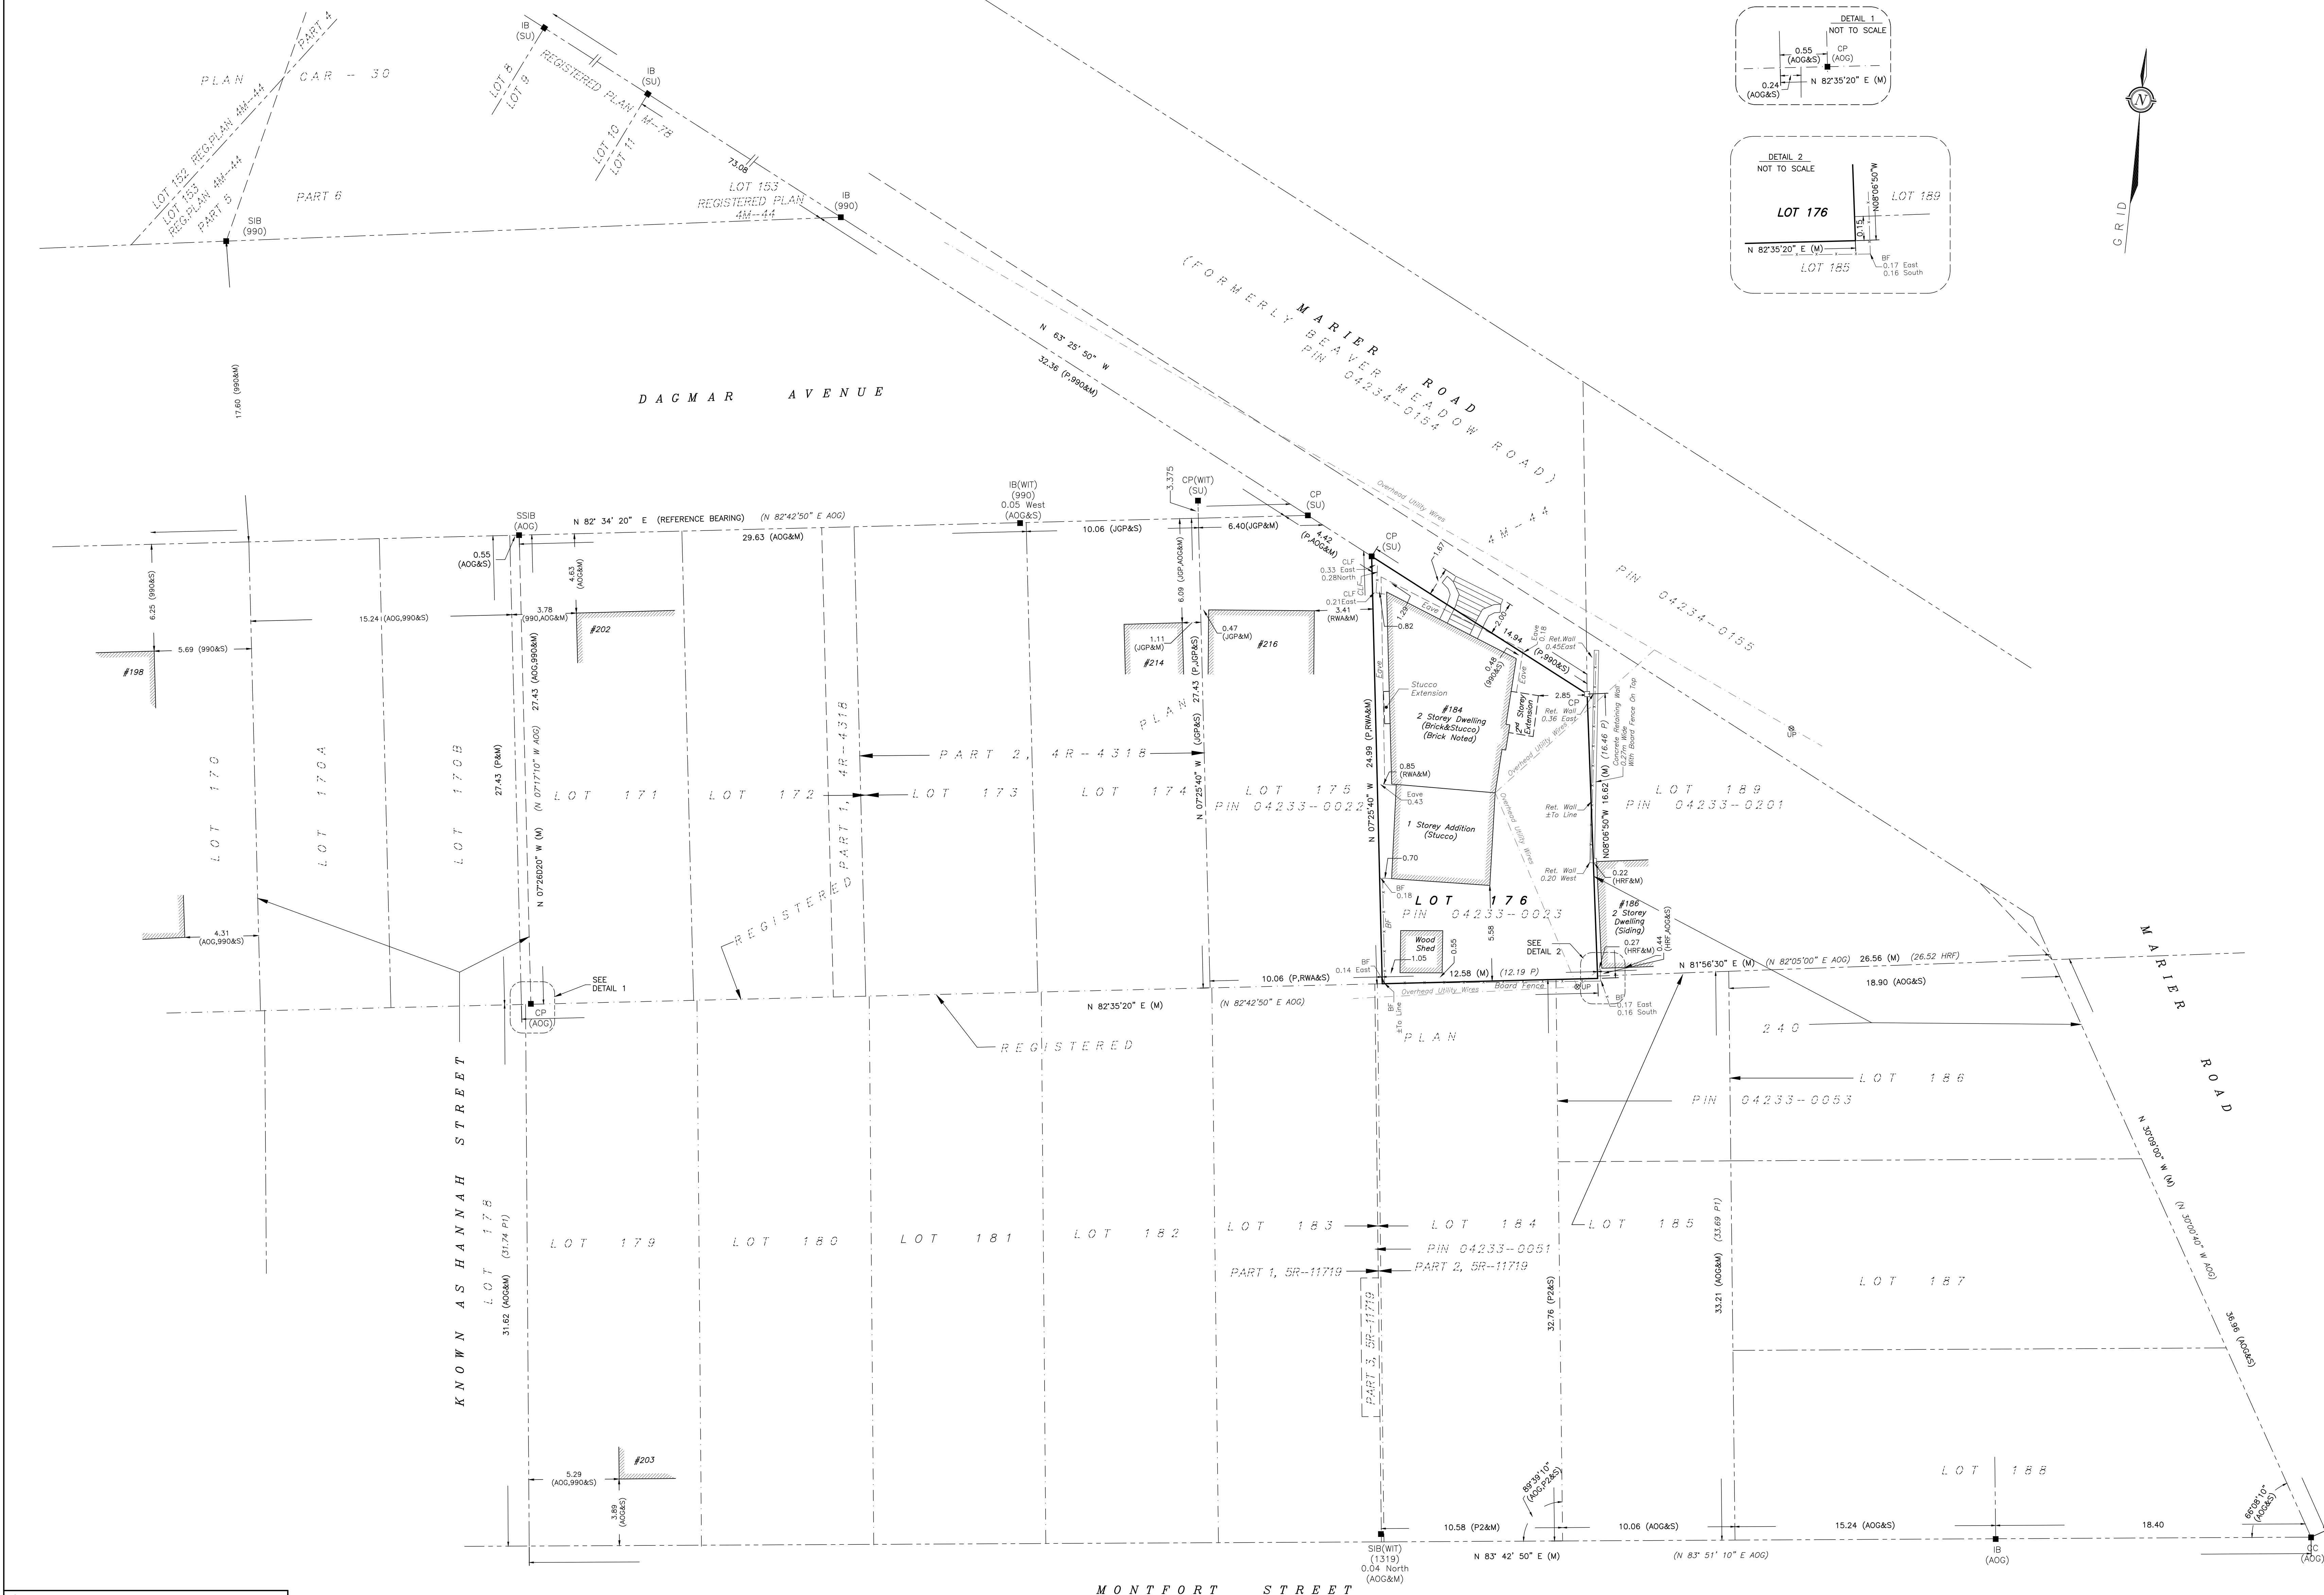 DETAIL 1
NOT TO SCALE
0.55
(AOG&S)
CP
(AOG)
0.24
(AOG&S)
N 82°35'20" E (M)
DETAIL 2
NOT TO SCALE
LOT 176
LOT 189
N08°06'50"W
0.15
N 82°35'20" E (M)
LOT 185
BF
0.17 East
0.16 South
N
GRID
PLAN CAR - 30
PART 4
LOT 152 REG.PLAN 4M-44
LOT 153
REG.PLAN 4M-44
PART 5
PART 6
SIB
(990)
IB
(SU)
LOT 8
LOT 9
REGISTERED PLAN M-78
IB
(SU)
LOT 10
LOT 11
73.08
LOT 153
REGISTERED PLAN
4M-44
IB
(990)
17.60 (990&M)
DAGMAR AVENUE
N 63° 25' 50" W
32.36 (P,990&M)
MARIER ROAD
(FORMERLY BEAVER MEADOW ROAD)
PIN 04234-0154
Overhead Utility Wires
4M-44
PIN 04234-0155
UP
SSIB
(AOG)
0.55
(AOG&S)
N 82° 34' 20" E (REFERENCE BEARING) (N 82°42'50" E AOG)
29.63 (AOG&M)
IB(WIT)
(990)
0.05 West
(AOG&S)
10.06 (JGP&S)
3.375
CP(WIT)
(SU)
6.40(JGP&M)
CP
(SU)
4.42
(P,AOG&M)
CP
(SU)
6.25 (990&S)
5.69 (990&S)
#198
15.24 (AOG,990&S)
3.78
(990,AOG&M)
4.63
(AOG&M)
#202
6.09 (JGP,AOG&M)
1.11
(JGP&M)
#214
0.47
(JGP&M)
#216
3.41
(RWA&M)
CLF
0.33 East
0.28North
CLF
CLF
0.21East
0.82
1.29
Eave
1.67
2.00
14.94
(P,990&S)
Eave
0.18
Ret.Wall
0.45East
0.48
(990&S)
Eave
Eave
Stucco
Extension
#184
2 Storey Dwelling
(Brick&Stucco)
(Brick Noted)
2nd Storey
Extension
2.85
CP
Ret. Wall
0.36 East
Concrete Retaining Wall
0.27m Wide
With Board Fence On Top
N08°06'50"W 16.62 (M) (16.46 P)
Overhead Utility Wires
Overhead Utility Wires
0.85
(RWA&M)
Eave
0.43
1 Storey Addition
(Stucco)
0.70
BF
0.18
BF
Ret. Wall
±To Line
Ret. Wall
0.20 West
0.22
(HRF&M)
#186
2 Storey
Dwelling
(Siding)
0.27
(HRF&M)
0.44
(HRF,AOG&S)
LOT 176
PIN 04233-0023
Wood
Shed
0.55
1.05
5.58
SEE
DETAIL 2
BF
0.14 East
12.58 (M) (12.19 P)
Overhead Utility Wires
Board Fence
UP
BF
0.17 East
0.16 South
BF
±To Line
N 07°25'40" W 24.99 (P,RWA&M)
LOT 170
LOT 170A
LOT 170B
27.43 (P&M)
N 07°26D20" W (M) (N 07°17'10" W AOG) 27.43 (AOG,990&M)
LOT 171
LOT 172
PART 1, 4R-4318
PART 2, 4R-4318
LOT 173
LOT 174
N 07°25'40" W (JGP&S) 27.43 (P,JGP&S)
LOT 175
PIN 04233-0022
LOT 189
PIN 04233-0201
REGISTERED PLAN
4.31
(AOG,990&S)
SEE
DETAIL 1
CP
(AOG)
10.06 (P,RWA&S)
N 82°35'20" E (M)
(N 82°42'50" E AOG)
REGISTERED PLAN 240
N 81°56'30" E (M) (N 82°05'00" E AOG) 26.56 (M) (26.52 HRF)
18.90 (AOG&S)
MARIER ROAD
KNOWN AS HANNAH STREET
LOT 178
31.62 (AOG&M) (31.74 P1)
LOT 179
LOT 180
LOT 181
LOT 182
LOT 183
LOT 184
LOT 185
PIN 04233-0051
PART 1, 5R-11719
PART 2, 5R-11719
PART 3, 5R-11719
LOT 186
PIN 04233-0053
LOT 187
32.76 (P2&S)
33.21 (AOG&M) (33.69 P1)
N 30°09'00" W (M) (N 30°00'40" W AOG)
36.96 (AOG&S)
LOT 188
#203
5.29
(AOG,990&S)
3.89
(AOG&S)
89°39'10"
(AOG,P2&S)
66°08'10"
(AOG&S)
10.58 (P2&M)
10.06 (AOG&S)
15.24 (AOG&S)
18.40
SIB(WIT)
(1319)
0.04 North
(AOG&M)
N 83° 42' 50" E (M)
(N 83° 51' 10" E AOG)
IB
(AOG)
CC
(AOG)
MONTFORT STREET